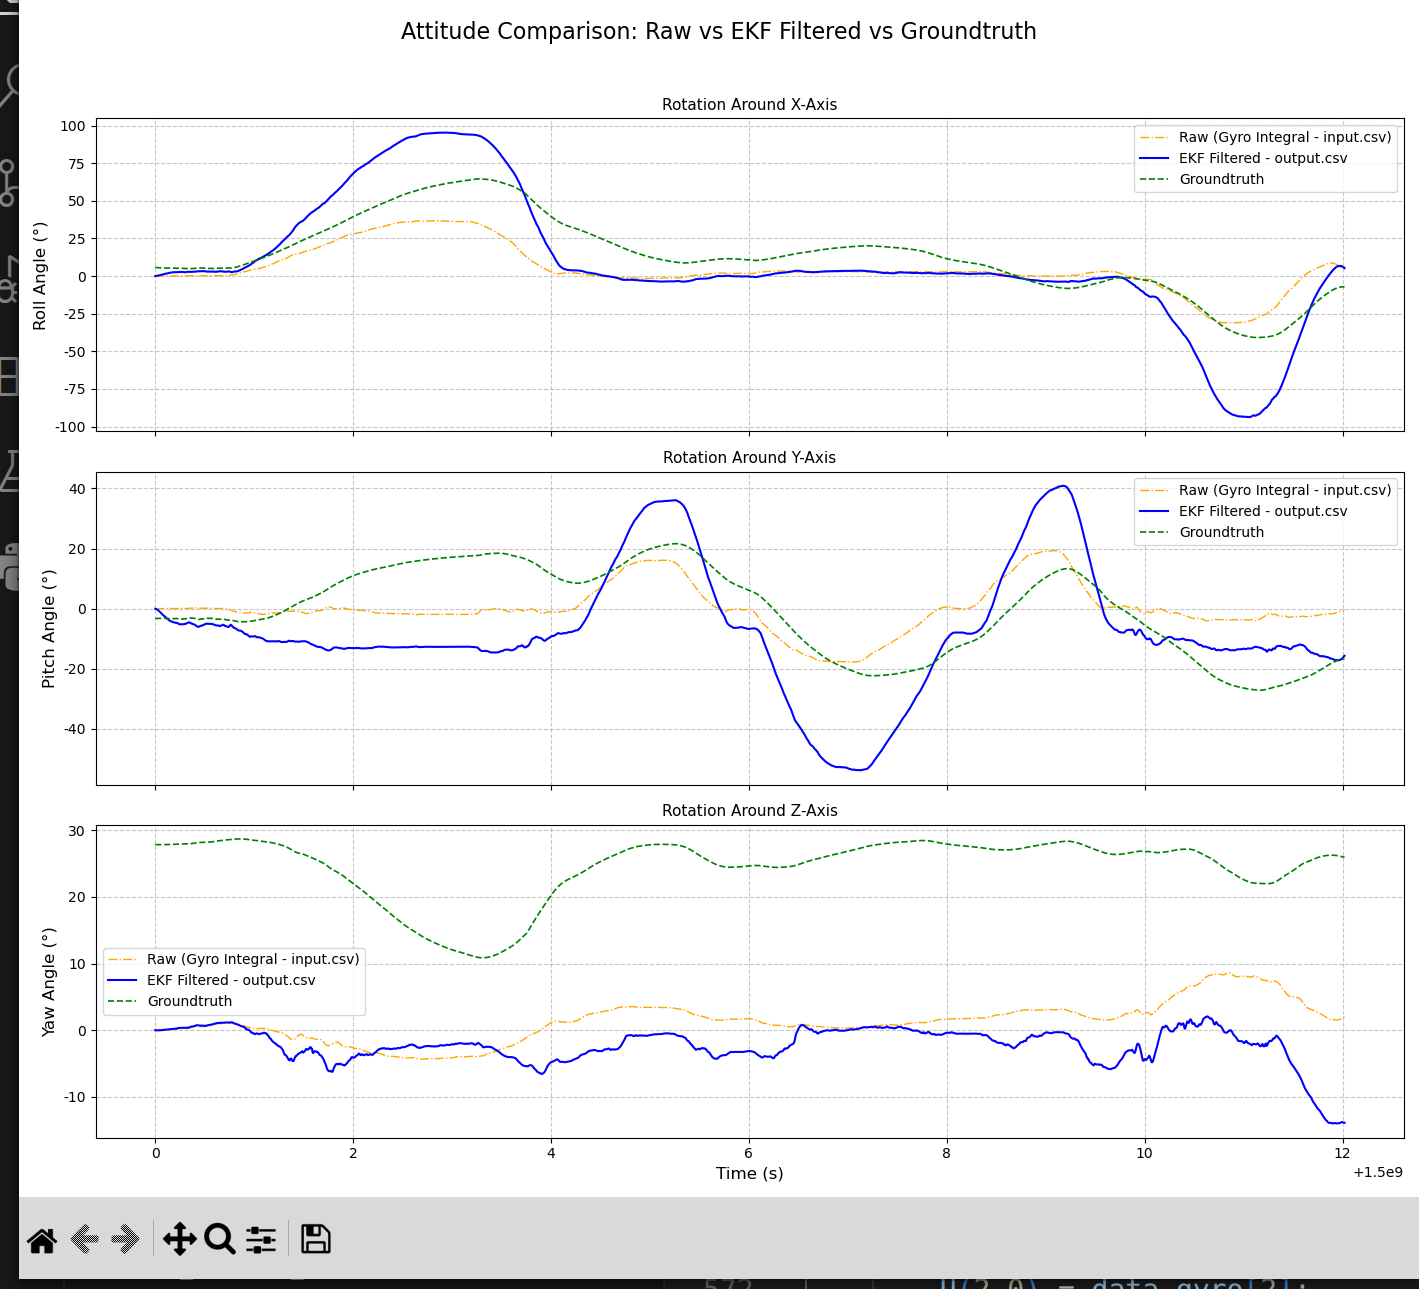 Attitude Comparison: Raw vs EKF Filtered vs Groundtruth
Rotation Around X-Axis
Roll Angle (°)
100
75
50
25
0
-25
-50
-75
-100
Raw (Gyro Integral - input.csv)
EKF Filtered - output.csv
Groundtruth
Rotation Around Y-Axis
Pitch Angle (°)
40
20
0
-20
-40
Raw (Gyro Integral - input.csv)
EKF Filtered - output.csv
Groundtruth
Rotation Around Z-Axis
Yaw Angle (°)
30
20
10
0
-10
Raw (Gyro Integral - input.csv)
EKF Filtered - output.csv
Groundtruth
0 2 4 6 8 10 12
Time (s)
+1.5e9